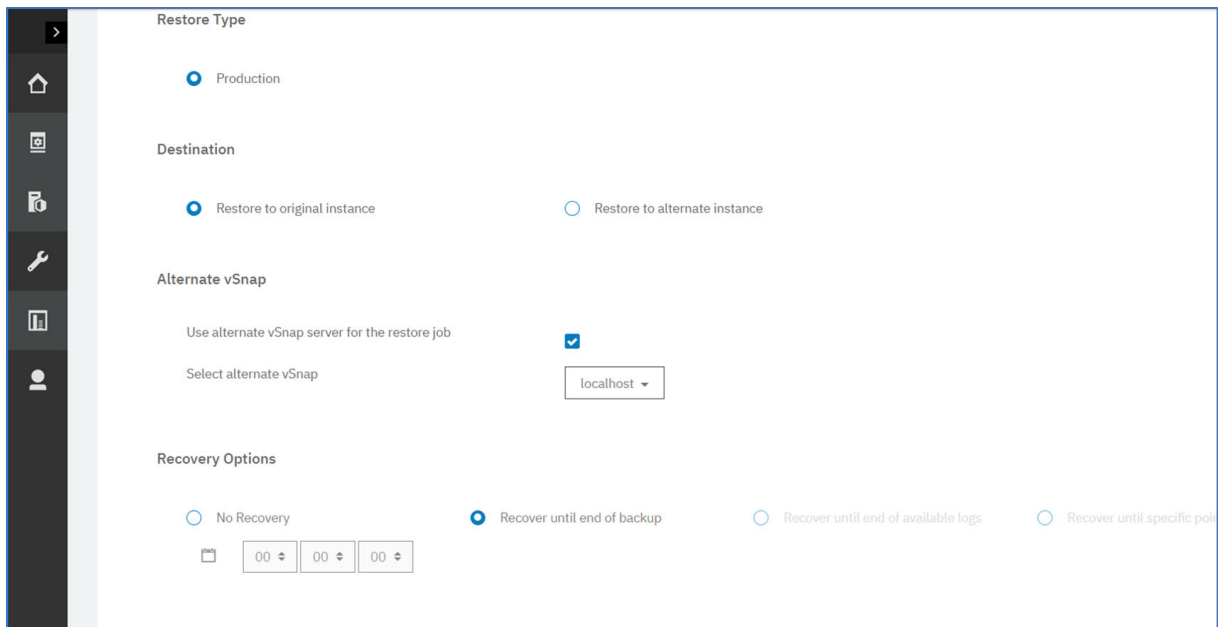 Restore Type
Production
Destination
Restore to original instance
Restore to alternate instance
Alternate vSnap
Use alternate vSnap server for the restore job
Select alternate vSnap
localhost
Recovery Options
No Recovery
Recover until end of backup
Recover until end of available logs
Recover until specific poin
00
00
00